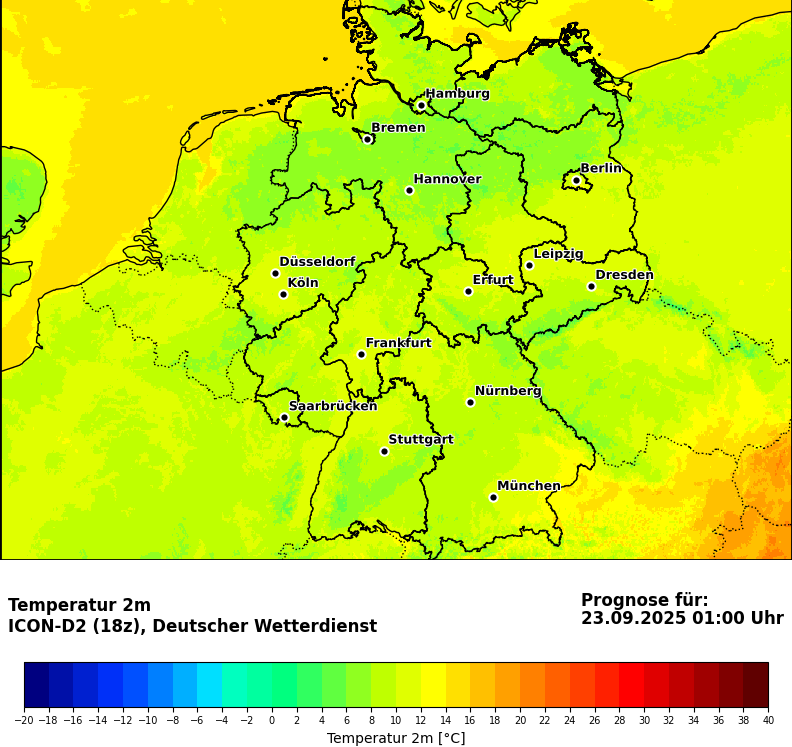 Hamburg
Bremen
Berlin
Hannover
Leipzig
Düsseldorf
Dresden
Köln
Erfurt
Frankfurt
Nürnberg
Saarbrücken
Stuttgart
München
Temperatur 2m
ICON-D2 (18z), Deutscher Wetterdienst
Prognose für:
23.09.2025 01:00 Uhr
−20 −18 −16 −14 −12 −10 −8 −6 −4 −2 0 2 4 6 8 10 12 14 16 18 20 22 24 26 28 30 32 34 36 38 40
Temperatur 2m [°C]